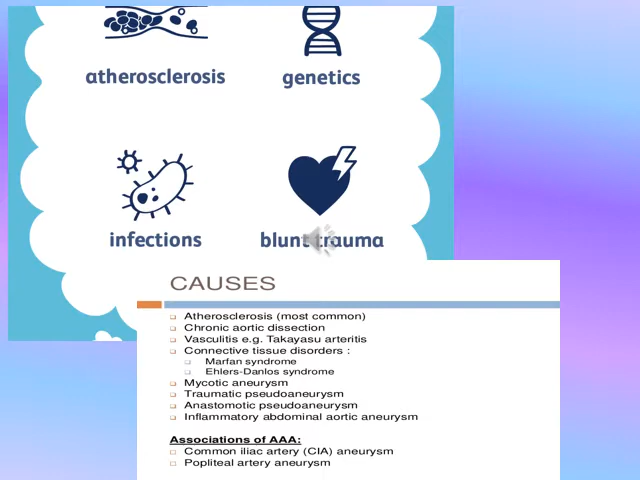 atherosclerosis genetics
infections blunt trauma
CAUSES
Atherosclerosis (most common)
Chronic aortic dissection
Vasculitis e.g. Takayasu arteritis
Connective tissue disorders :
Marfan syndrome
Ehlers-Danlos syndrome
Mycotic aneurysm
Traumatic pseudoaneurysm
Anastomotic pseudoaneurysm
Inflammatory abdominal aortic aneurysm
Associations of AAA:
Common iliac artery (CIA) aneurysm
Popliteal artery aneurysm